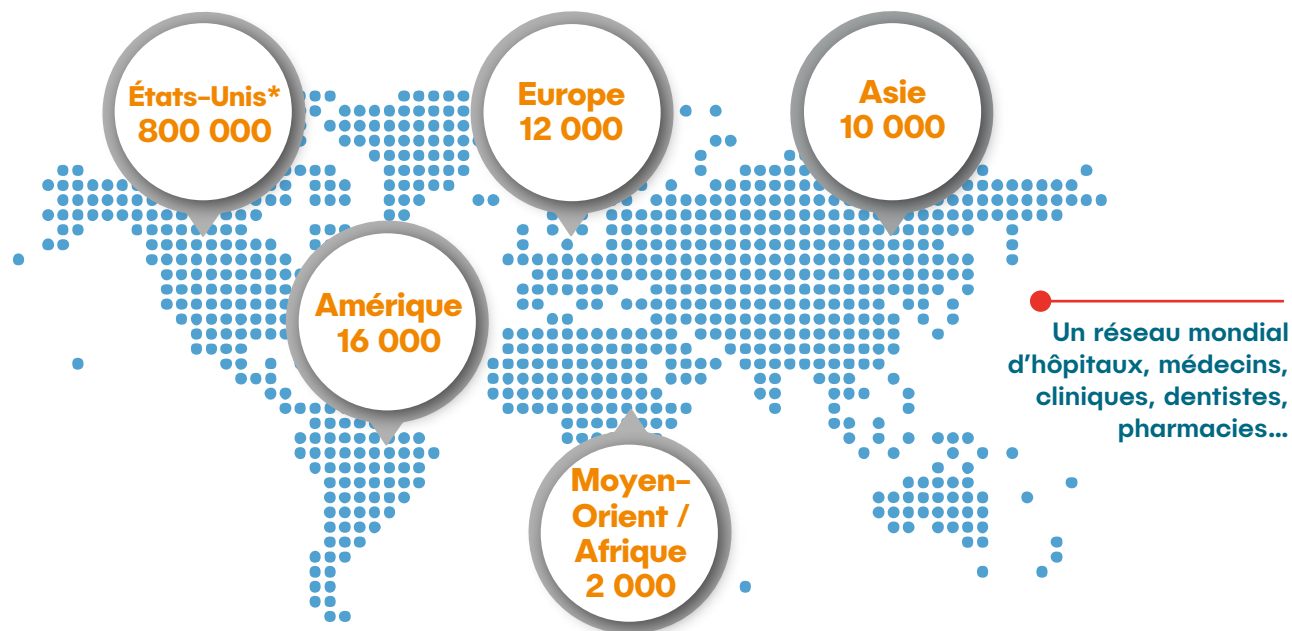 États-Unis*
800 000
Europe
12 000
Asie
10 000
Amérique
16 000
Un réseau mondial
d'hôpitaux, médecins,
cliniques, dentistes,
pharmacies...
Moyen-
Orient /
Afrique
2 000